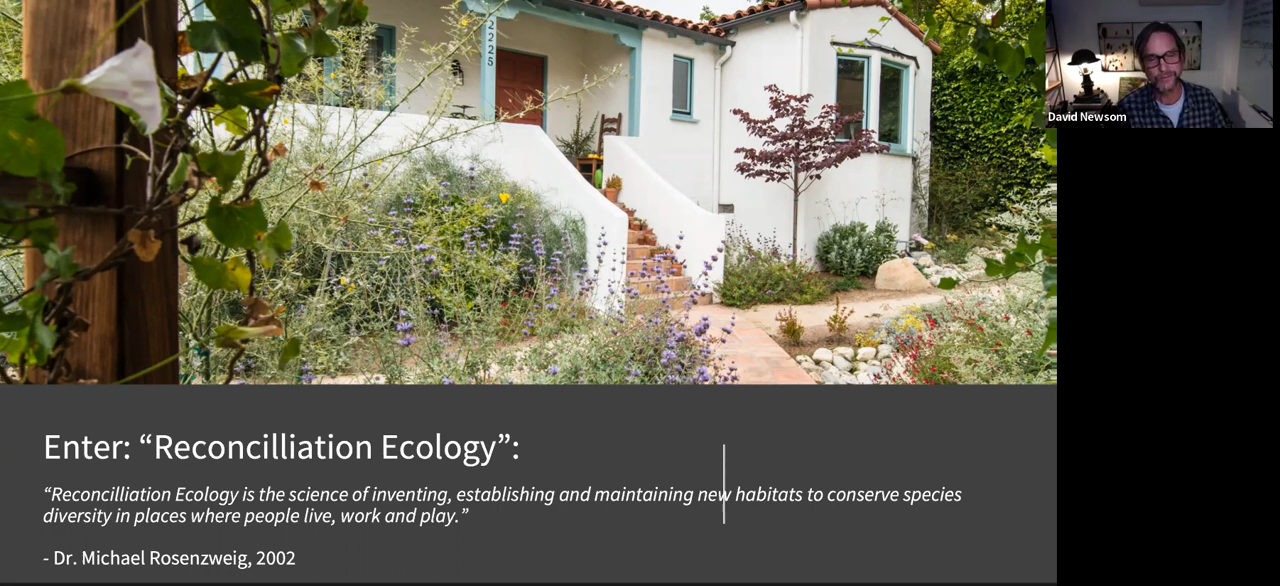 2225
David Newsom
Enter: “Reconcilliation Ecology”:
“Reconcilliation Ecology is the science of inventing, establishing and maintaining new habitats to conserve species
diversity in places where people live, work and play.”
- Dr. Michael Rosenzweig, 2002